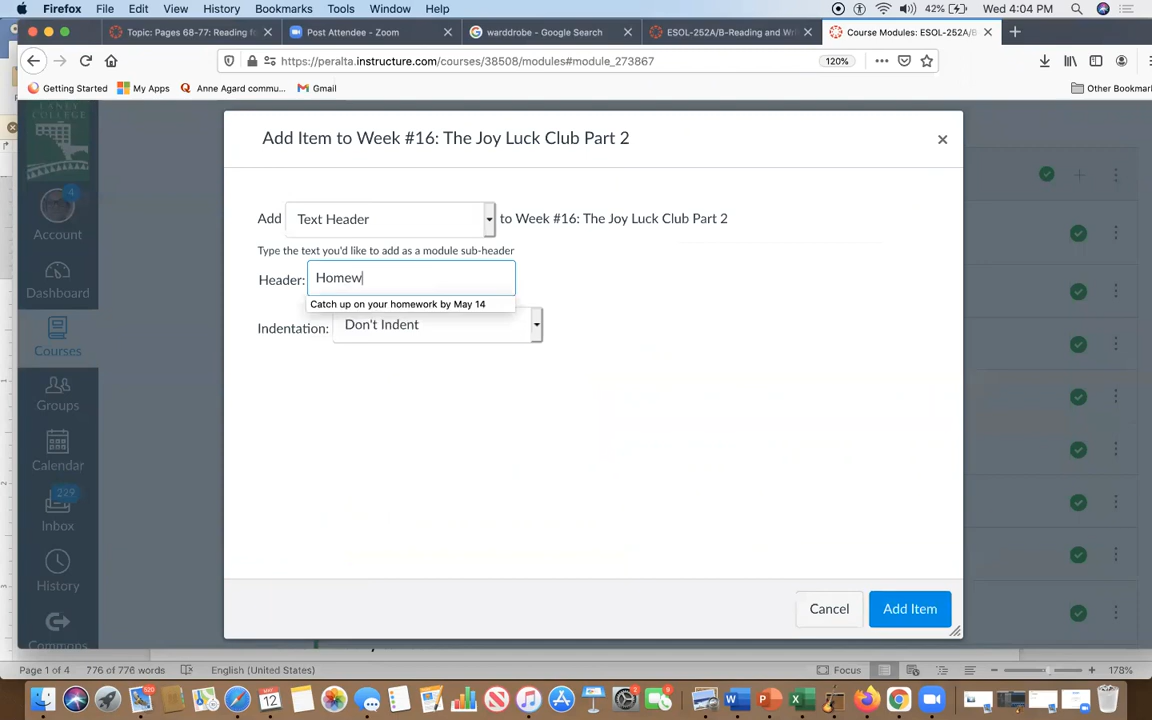 Firefox File Edit View History Bookmarks Tools Window Help 42% Wed 4:04 PM
Topic: Pages 68-77: Reading f Post Attendee - Zoom warddrobe - Google Search ESOL-252A/B-Reading and Wri Course Modules: ESOL-252A/
https://peralta.instructure.com/courses/38508/modules#module_273867 120%
Getting Started My Apps Anne Agard commu... Gmail Other Bookmar
LANEY
COLLEGE
Add Item to Week #16: The Joy Luck Club Part 2
4
Account
Add Text Header to Week #16: The Joy Luck Club Part 2
Type the text you'd like to add as a module sub-header
Header: Homew
Catch up on your homework by May 14
Indentation: Don't Indent
Dashboard
Courses
Groups
Calendar
229
Inbox
History
Commons
Cancel Add Item
Page 1 of 4 776 of 776 words English (United States) Focus 178%